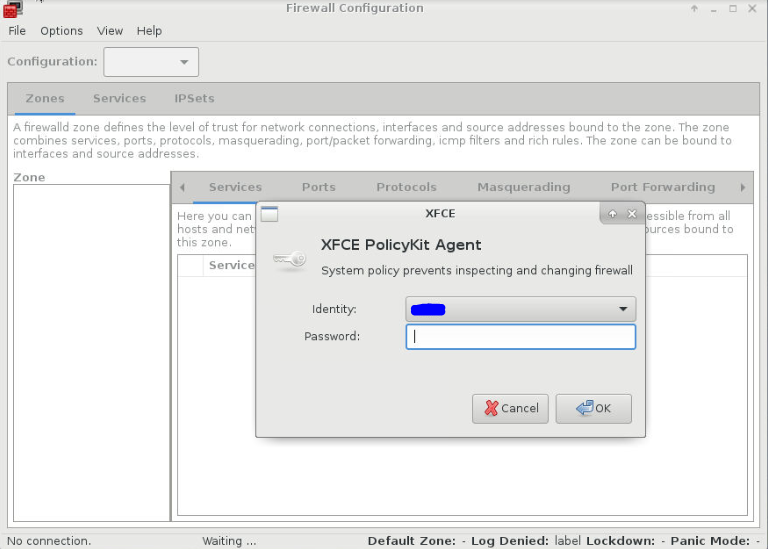 Firewall Configuration
File Options View Help
Configuration:
Zones Services IPSets
A firewalld zone defines the level of trust for network connections, interfaces and source addresses bound to the zone. The zone
combines services, ports, protocols, masquerading, port/packet forwarding, icmp filters and rich rules. The zone can be bound to
interfaces and source addresses.
Zone
Services Ports Protocols Masquerading Port Forwarding
Here you can
essible from all
hosts and net
ources bound to
this zone.
Service
XFCE
XFCE PolicyKit Agent
System policy prevents inspecting and changing firewall
Identity:
Password:
Cancel OK
No connection. Waiting ... Default Zone: - Log Denied: label Lockdown: - Panic Mode: -